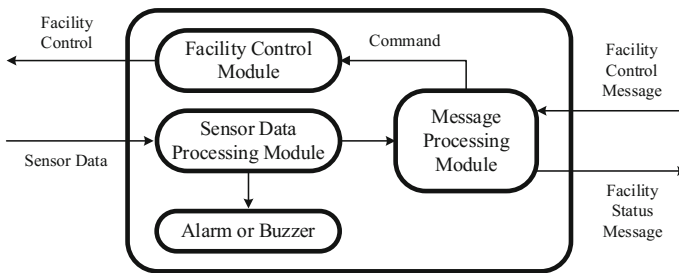 Facility
Control
Facility Control
Module
Command
Facility
Control
Message
Sensor Data
Sensor Data
Processing Module
Message
Processing
Module
Alarm or Buzzer
Facility
Status
Message